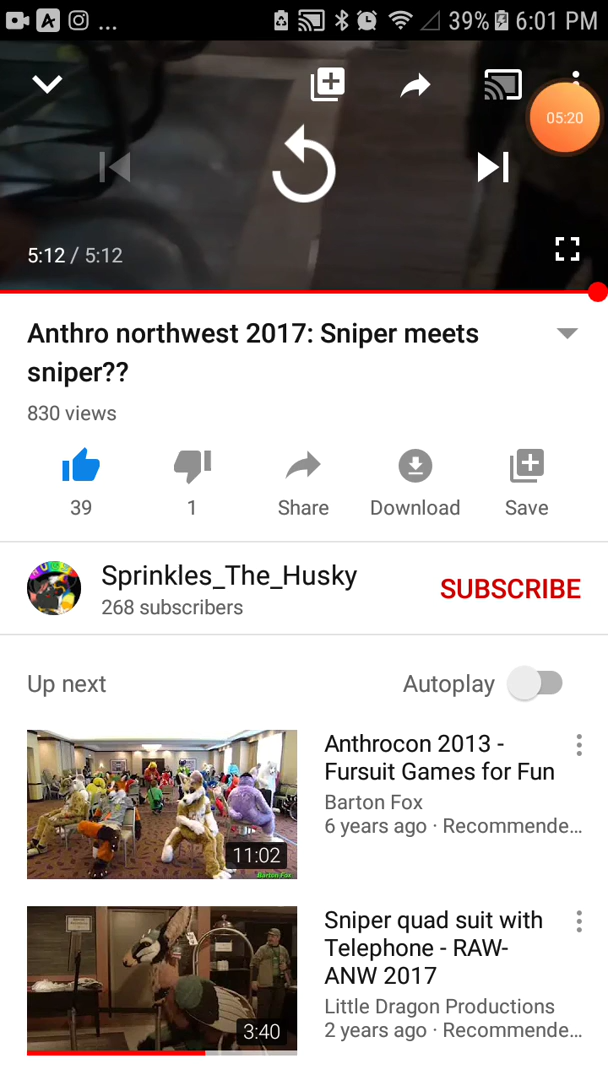 ... 39% 6:01 PM
05:20
5:12 / 5:12
Anthro northwest 2017: Sniper meets
sniper??
830 views
39
1
Share
Download
Save
Sprinkles_The_Husky
268 subscribers
SUBSCRIBE
Up next
Autoplay
Anthrocon 2013 -
Fursuit Games for Fun
Barton Fox
6 years ago · Recommende...
11:02
Barton Fox
Sniper quad suit with
Telephone - RAW-
ANW 2017
Little Dragon Productions
2 years ago · Recommende...
3:40